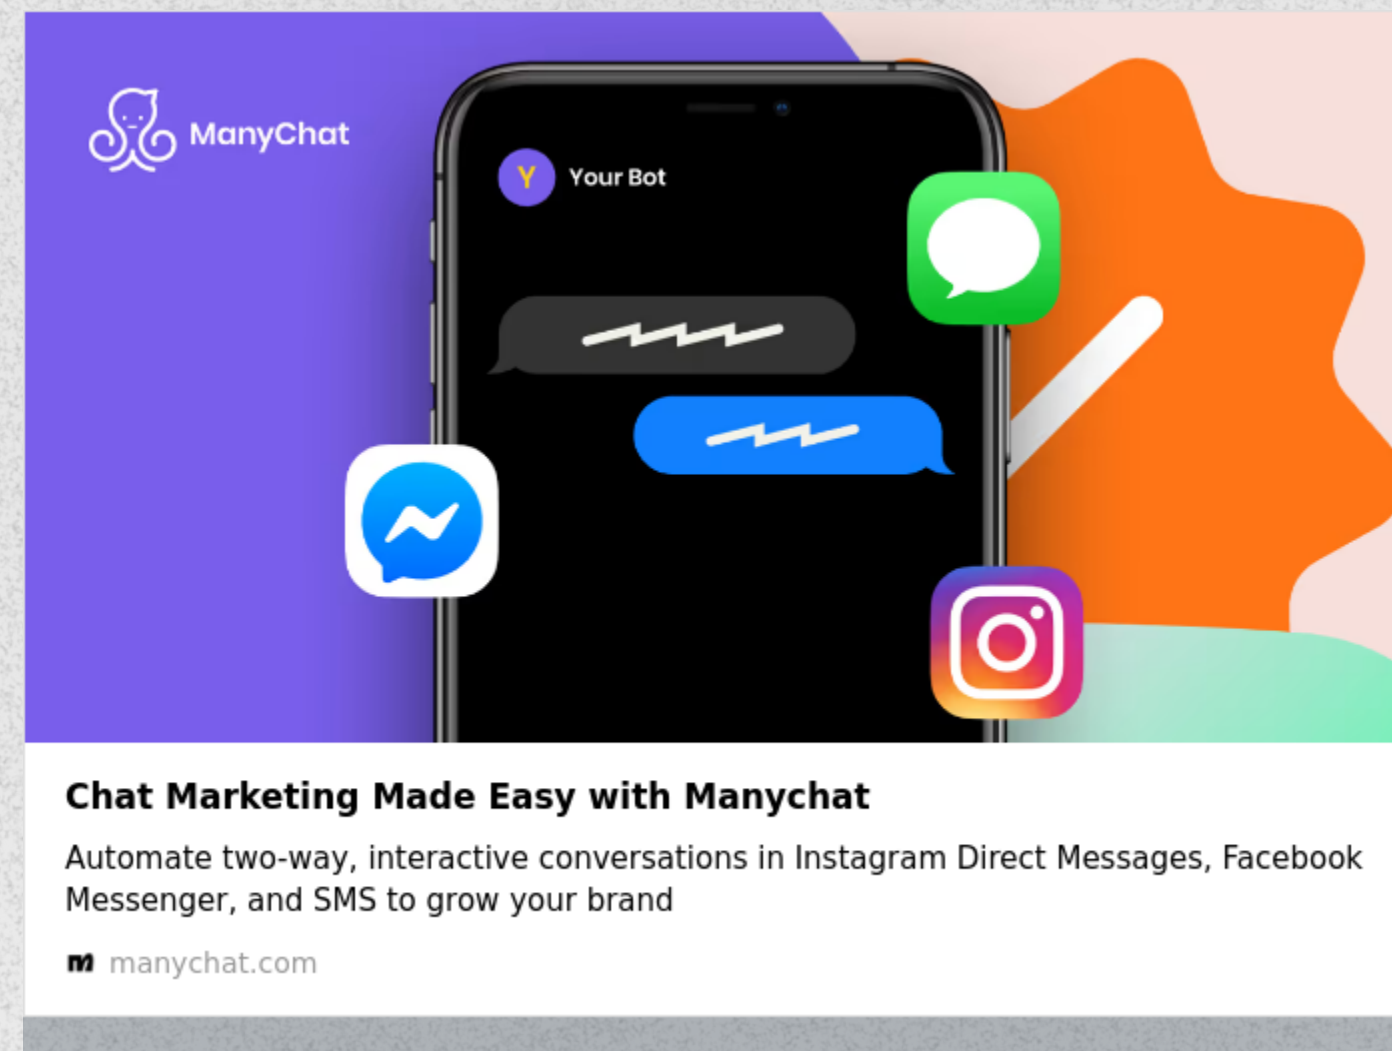 ManyChat
Y
Your Bot
Chat Marketing Made Easy with Manychat
Automate two-way, interactive conversations in Instagram Direct Messages, Facebook
Messenger, and SMS to grow your brand
manychat.com